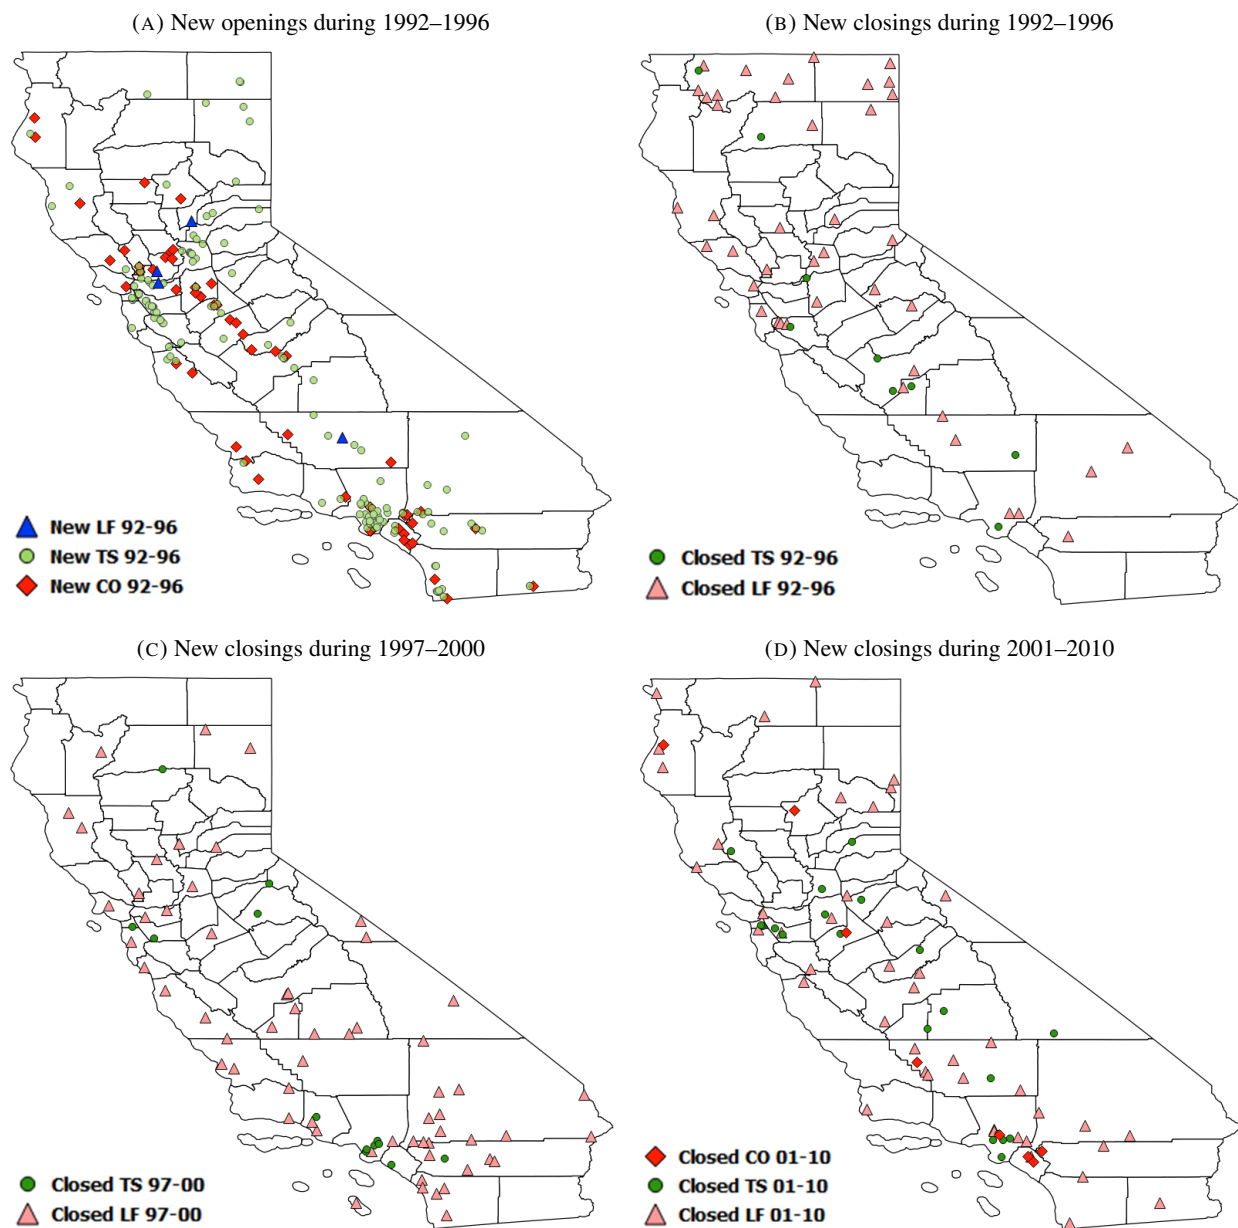 (A) New openings during 1992–1996
(B) New closings during 1992–1996
New LF 92-96
New TS 92-96
New CO 92-96
Closed TS 92-96
Closed LF 92-96
(C) New closings during 1997–2000
(D) New closings during 2001–2010
Closed TS 97-00
Closed LF 97-00
Closed CO 01-10
Closed TS 01-10
Closed LF 01-10